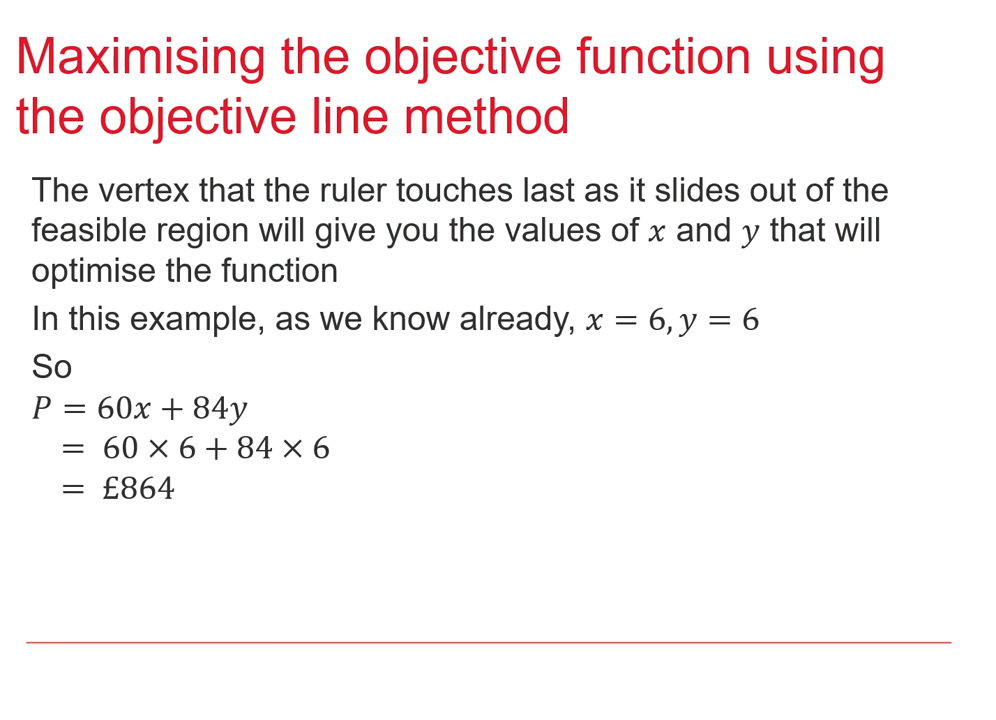 Maximising the objective function using
the objective line method
The vertex that the ruler touches last as it slides out of the
feasible region will give you the values of 𝑥 and 𝑦 that will
optimise the function
In this example, as we know already, 𝑥 = 6, 𝑦 = 6
So
𝑃 = 60𝑥 + 84𝑦
= 60 × 6 + 84 × 6
= £864